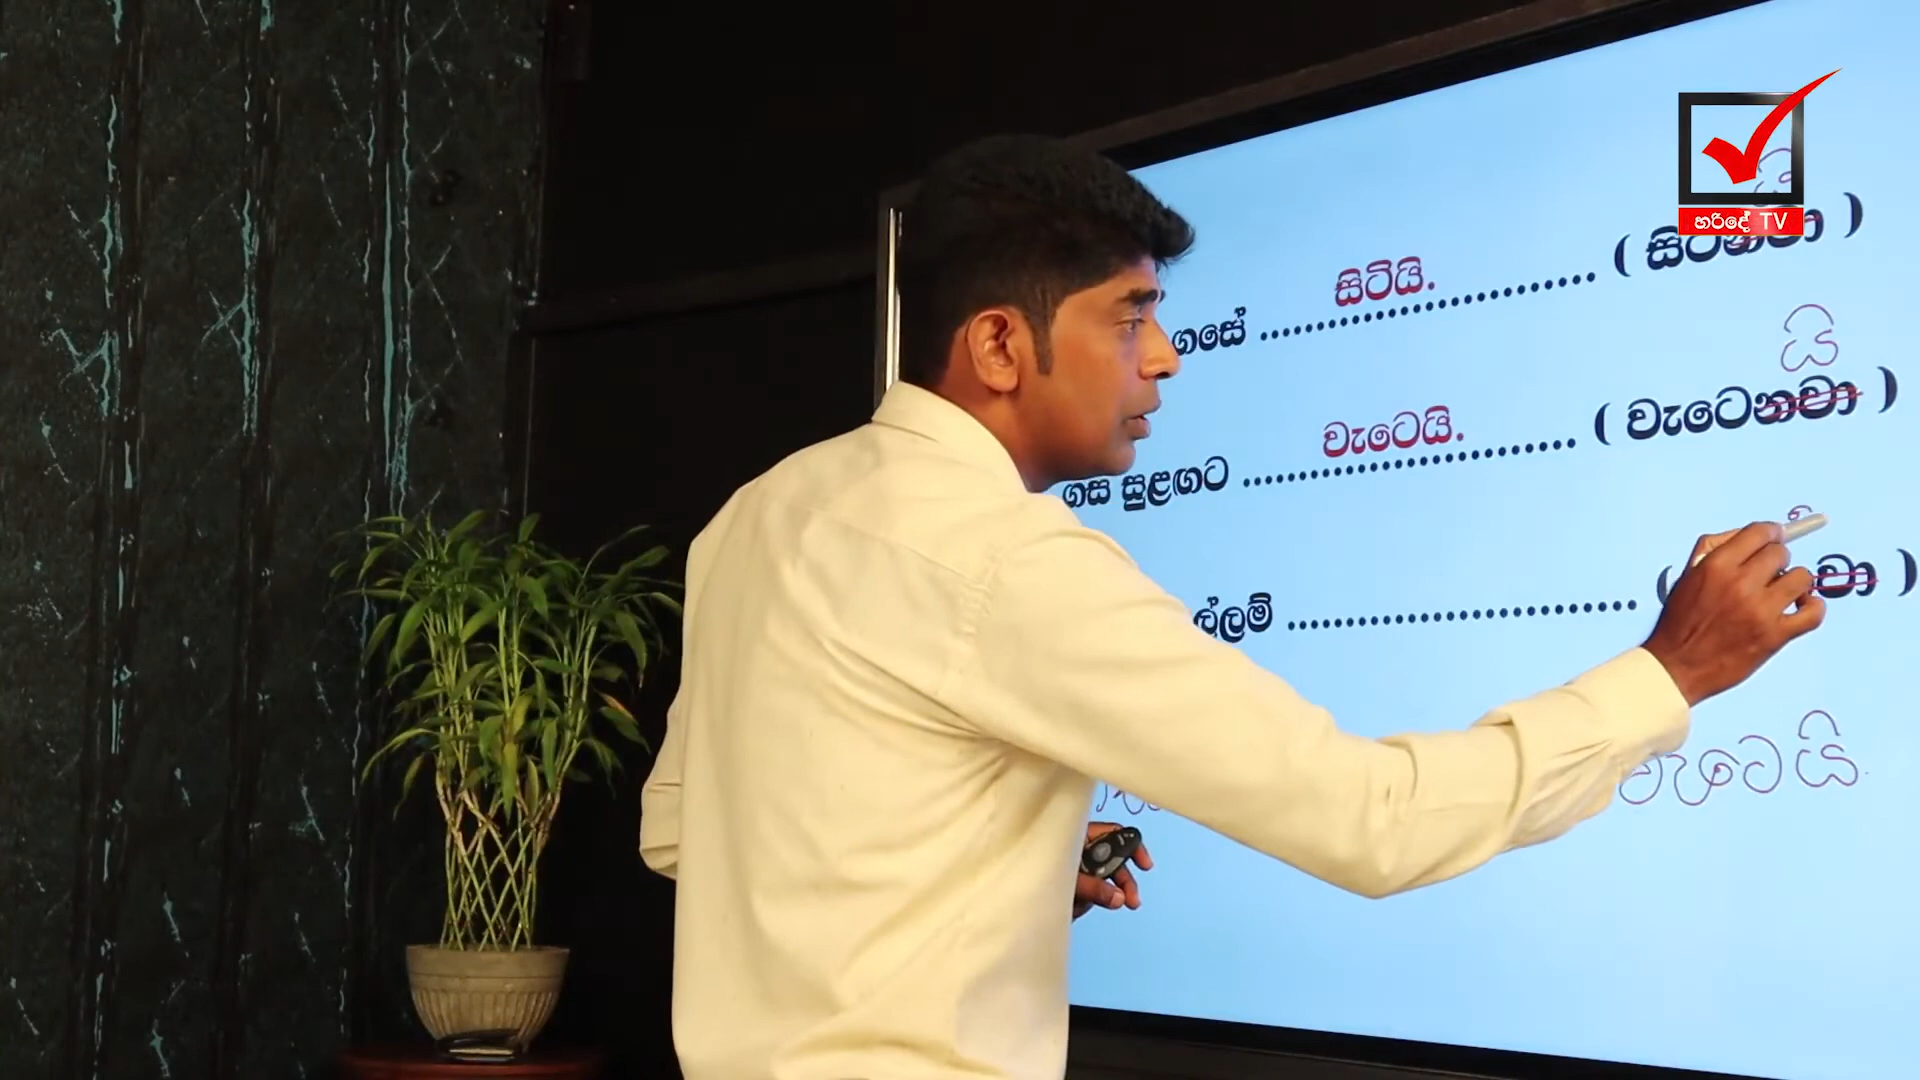 හරිදේ TV
ගසේ ........ සිටියි. ........ ( සිටිනවා )
යි
ගස සුළඟට ........ වැටෙයි. ........ ( වැටෙනවා )
ල්ලම් ........ ( වා )
වැටෙයි